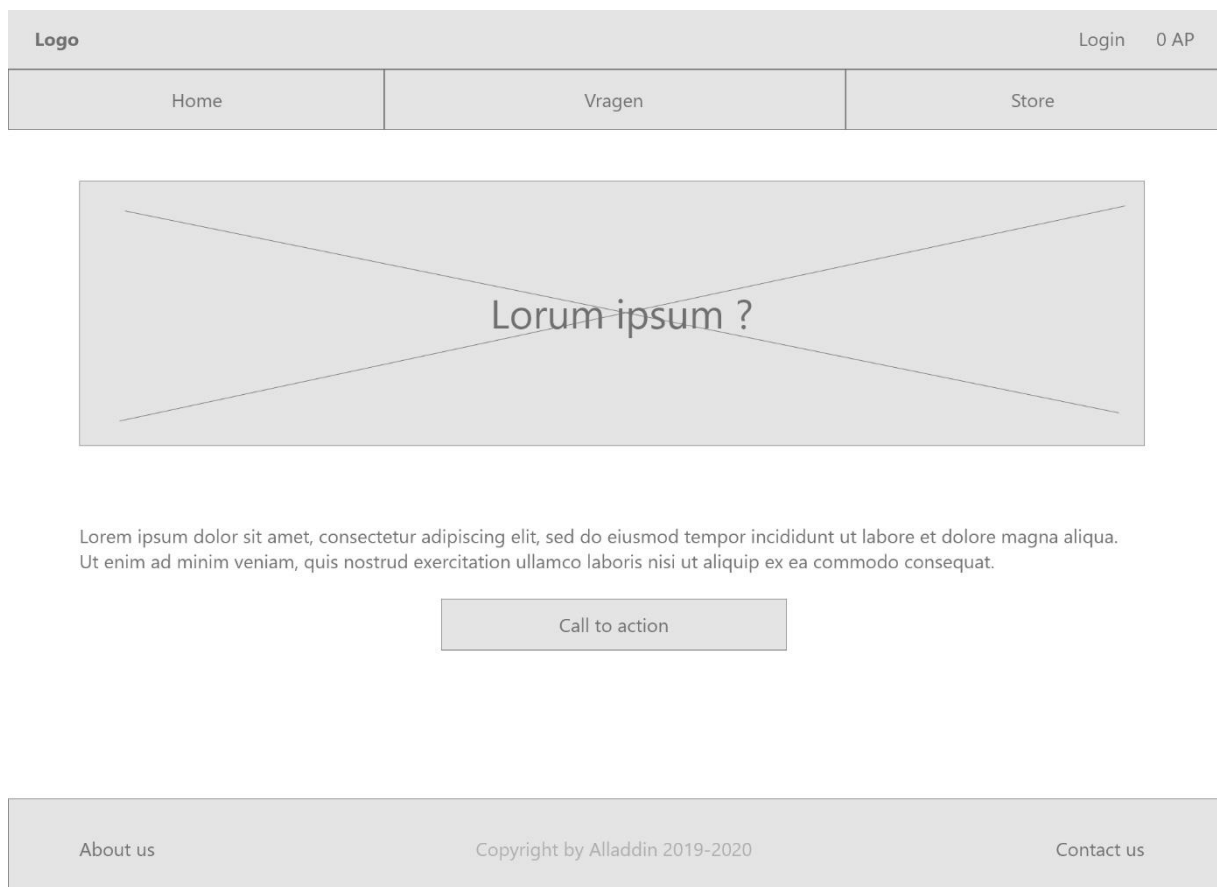 Logo
Login 0 AP
Home Vragen Store
Lorum ipsum ?
Lorem ipsum dolor sit amet, consectetur adipiscing elit, sed do eiusmod tempor incididunt ut labore et dolore magna aliqua.
Ut enim ad minim veniam, quis nostrud exercitation ullamco laboris nisi ut aliquip ex ea commodo consequat.
Call to action
About us Copyright by Alladdin 2019-2020 Contact us